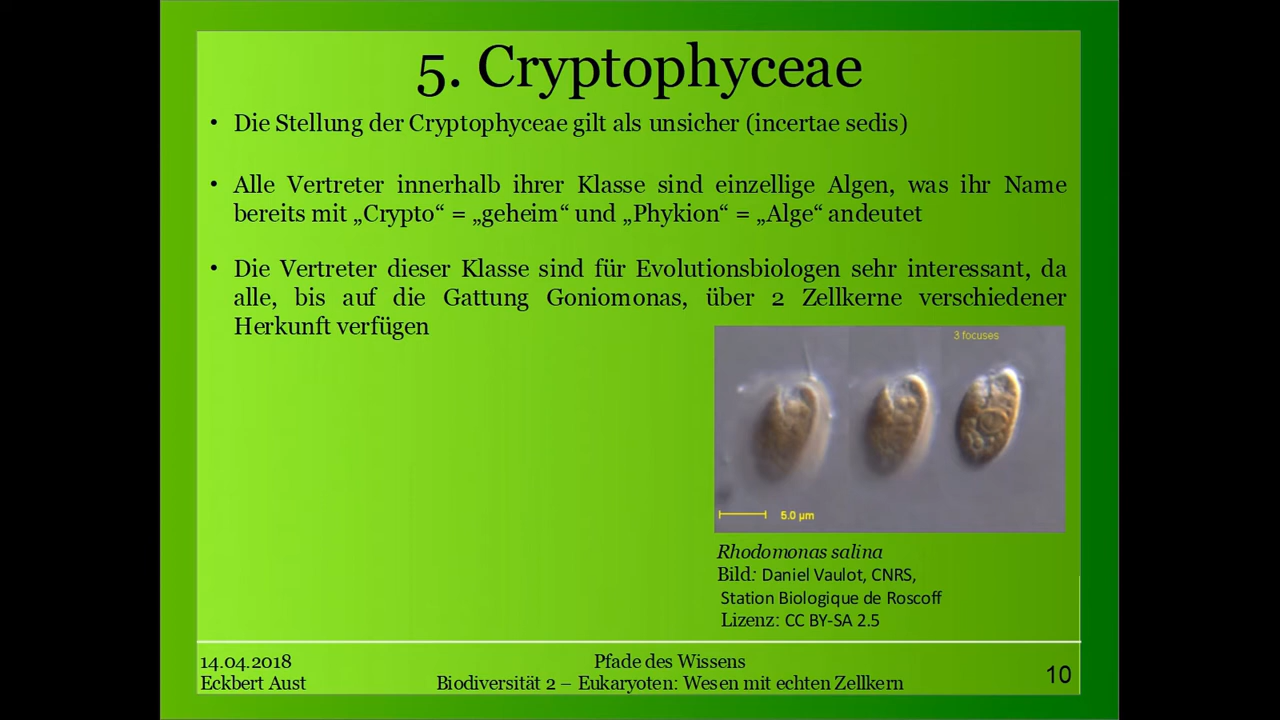 5. Cryptophyceae
• Die Stellung der Cryptophyceae gilt als unsicher (incertae sedis)
• Alle Vertreter innerhalb ihrer Klasse sind einzellige Algen, was ihr Name
bereits mit „Crypto“ = „geheim“ und „Phykion“ = „Alge“ andeutet
• Die Vertreter dieser Klasse sind für Evolutionsbiologen sehr interessant, da
alle, bis auf die Gattung Goniomonas, über 2 Zellkerne verschiedener
Herkunft verfügen
3 focuses
5.0 µm
Rhodomonas salina
Bild: Daniel Vaulot, CNRS,
Station Biologique de Roscoff
Lizenz: CC BY-SA 2.5
14.04.2018
Eckbert Aust
Pfade des Wissens
Biodiversität 2 – Eukaryoten: Wesen mit echten Zellkern
10